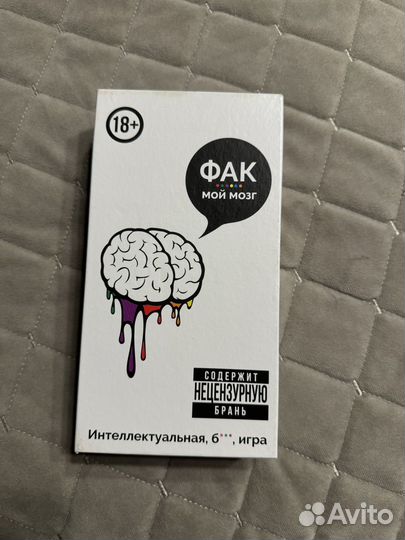 18+
ФАК
МОЙ МОЗГ
СОДЕРЖИТ
НЕЦЕНЗУРНУЮ
БРАНЬ
Интеллектуальная, б***, игра
Avito